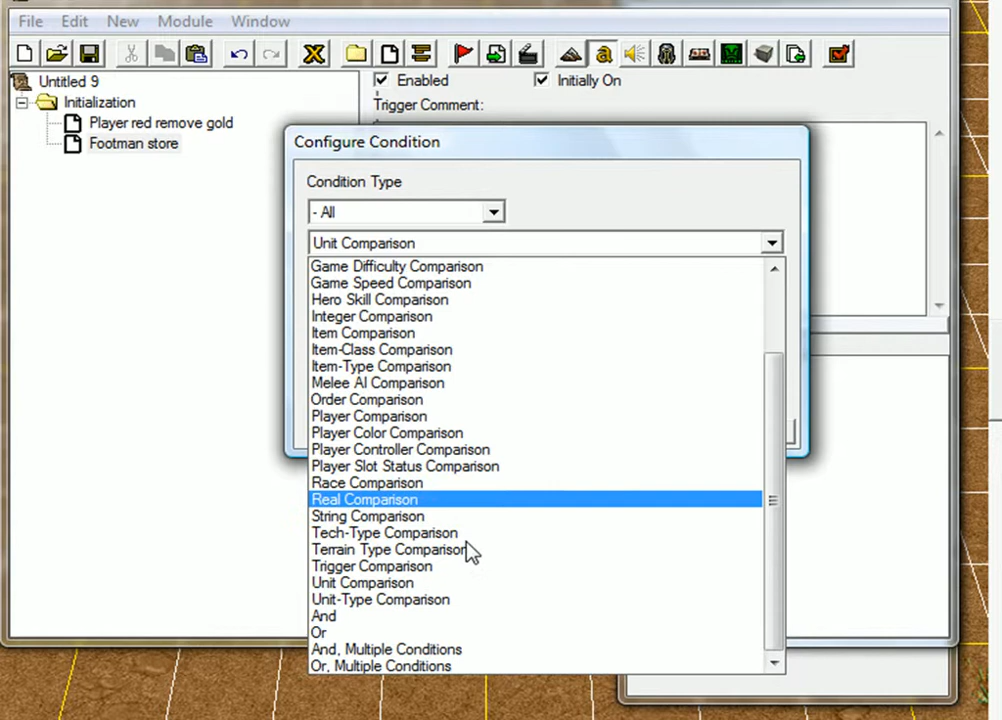 File Edit New Module Window
Untitled 9
Initialization
Player red remove gold
Footman store
Enabled
Initially On
Trigger Comment:
Configure Condition
Condition Type
- All
Unit Comparison
Game Difficulty Comparison
Game Speed Comparison
Hero Skill Comparison
Integer Comparison
Item Comparison
Item-Class Comparison
Item-Type Comparison
Melee AI Comparison
Order Comparison
Player Comparison
Player Color Comparison
Player Controller Comparison
Player Slot Status Comparison
Race Comparison
Real Comparison
String Comparison
Tech-Type Comparison
Terrain Type Comparison
Trigger Comparison
Unit Comparison
Unit-Type Comparison
And
Or
And, Multiple Conditions
Or, Multiple Conditions